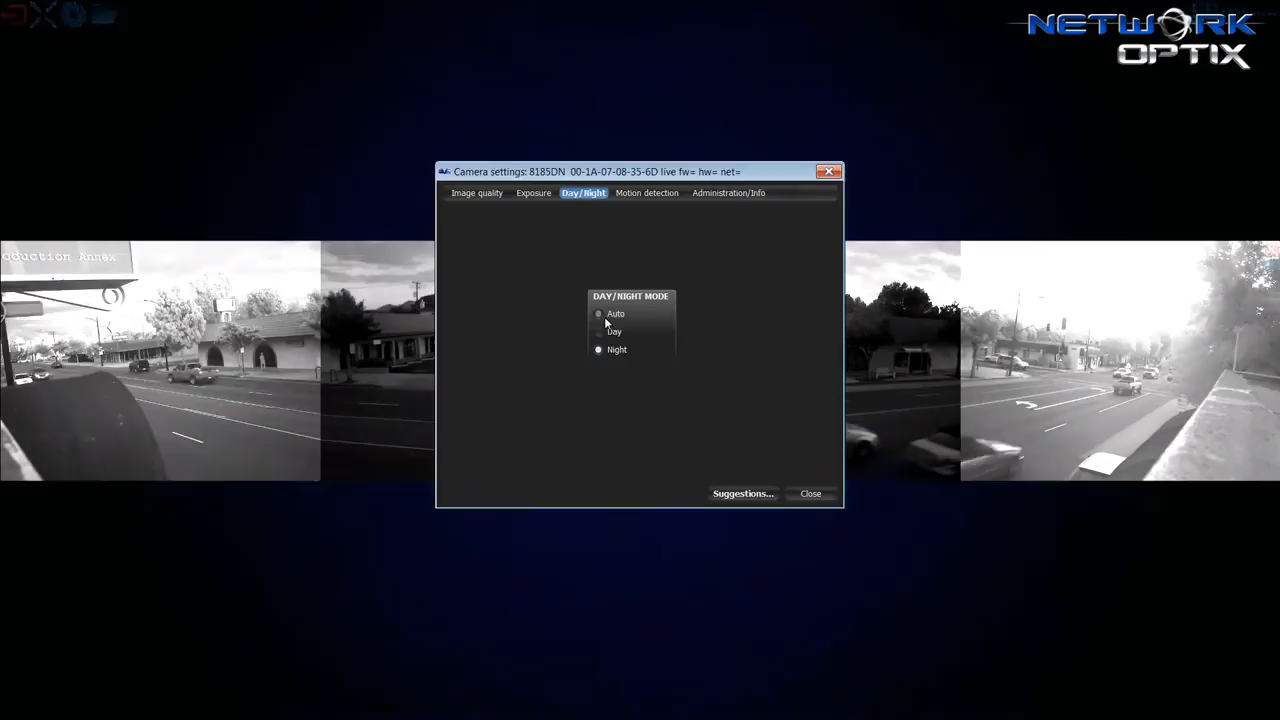 NETWORK
OPTIX
Camera settings: 8185DN 00-1A-07-08-35-6D live fw= hw= net=
Image quality Exposure Day/Night Motion detection Administration/Info
oduction Annex
DAY/NIGHT MODE
Auto
Day
Night
Suggestions... Close